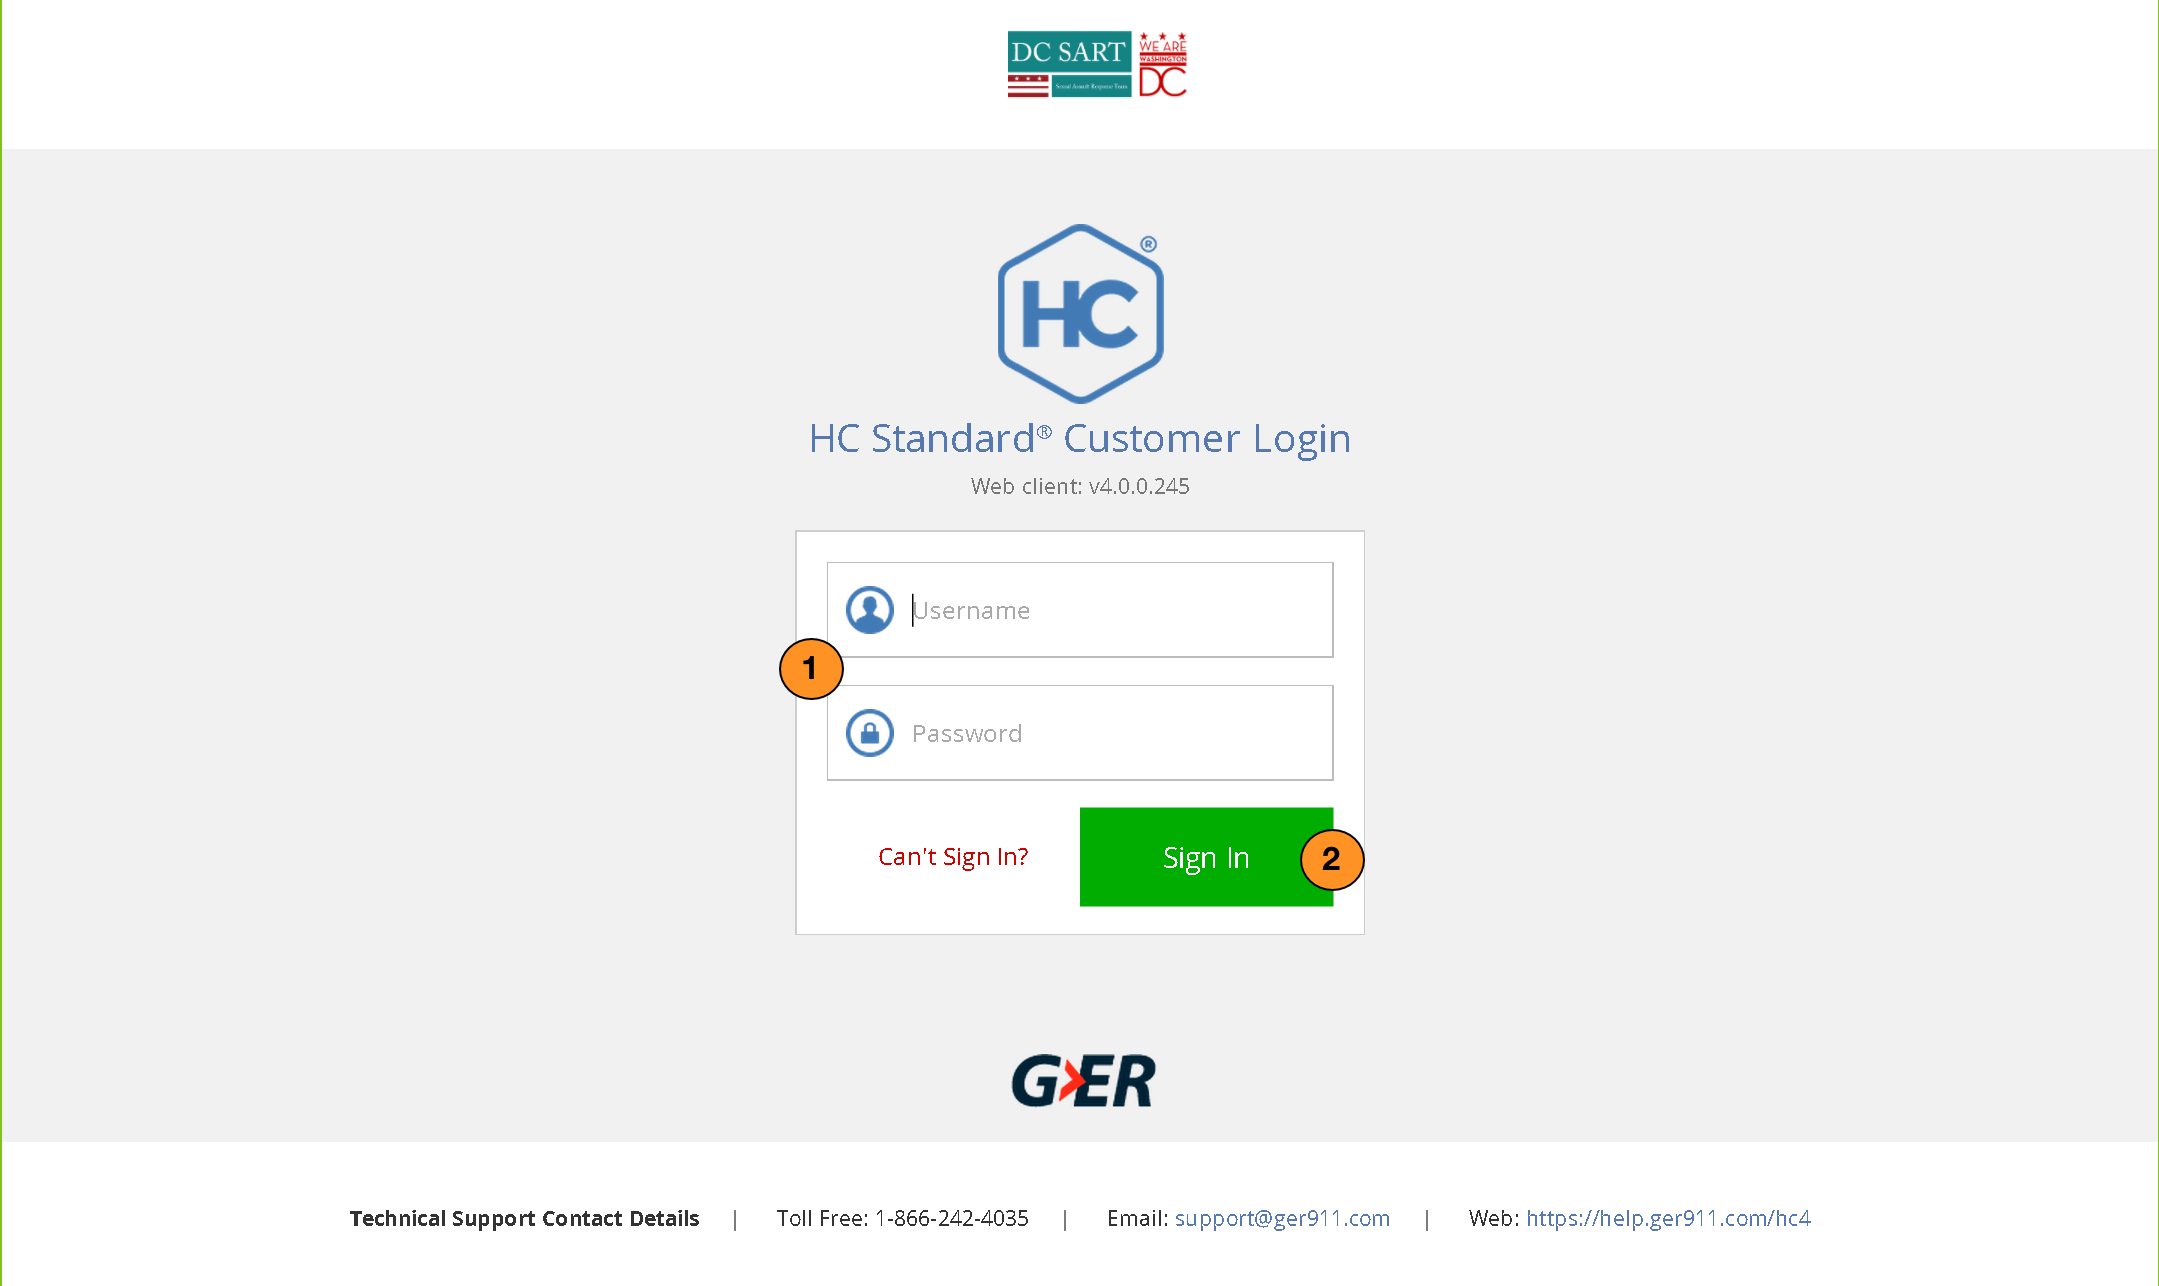 DC SART
Sexual Assault Response Team
WE ARE
WASHINGTON
DC
HC
®
HC Standard® Customer Login
Web client: v4.0.0.245
Username
1
Password
Can't Sign In?
Sign In
2
GER
Technical Support Contact Details | Toll Free: 1-866-242-4035 | Email: support@ger911.com | Web: https://help.ger911.com/hc4